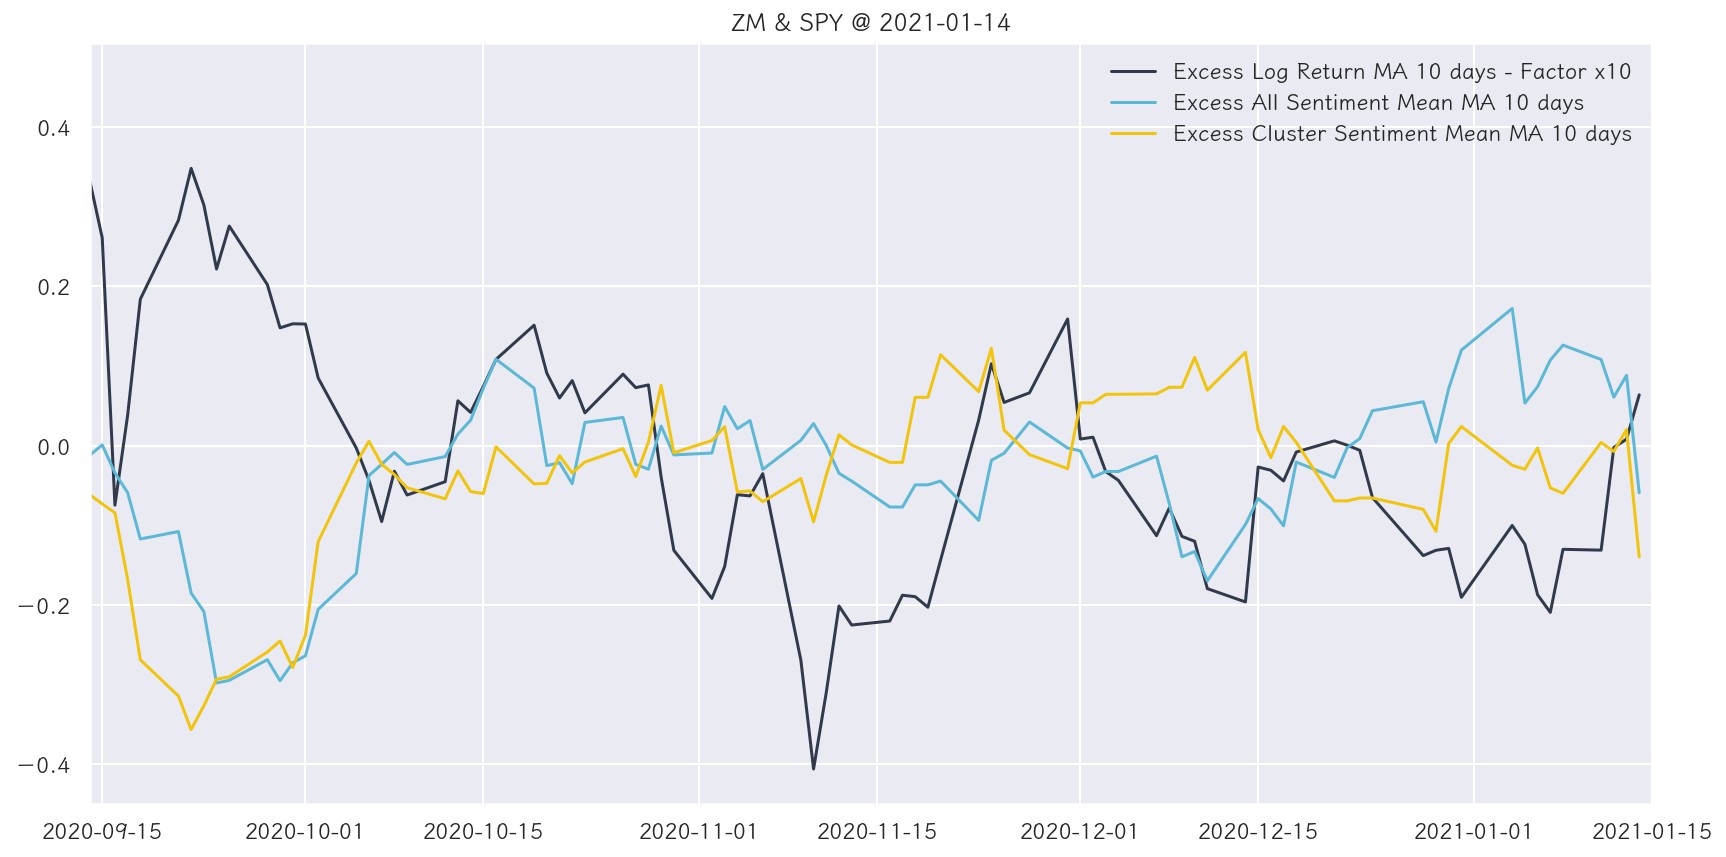 ZM & SPY @ 2021-01-14
Excess Log Return MA 10 days - Factor x10
Excess All Sentiment Mean MA 10 days
Excess Cluster Sentiment Mean MA 10 days
0.4
0.2
0.0
−0.2
−0.4
2020-09-15 2020-10-01 2020-10-15 2020-11-01 2020-11-15 2020-12-01 2020-12-15 2021-01-01 2021-01-15